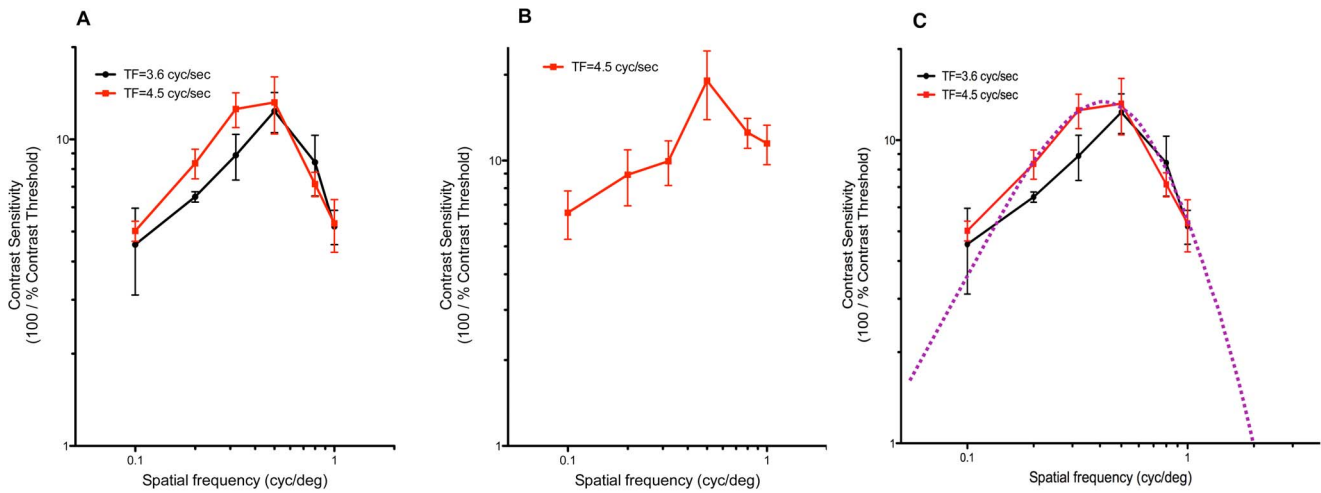 A
TF=3.6 cyc/sec
TF=4.5 cyc/sec
10
1
0.1
1
Spatial frequency (cyc/deg)
Contrast Sensitivity
(100 / % Contrast Threshold)
B
TF=4.5 cyc/sec
10
1
0.1
1
Spatial frequency (cyc/deg)
Contrast Sensitivity
(100 / % Contrast Threshold)
C
TF=3.6 cyc/sec
TF=4.5 cyc/sec
10
1
0.1
1
Spatial frequency (cyc/deg)
Contrast Sensitivity
(100 / % Contrast Threshold)